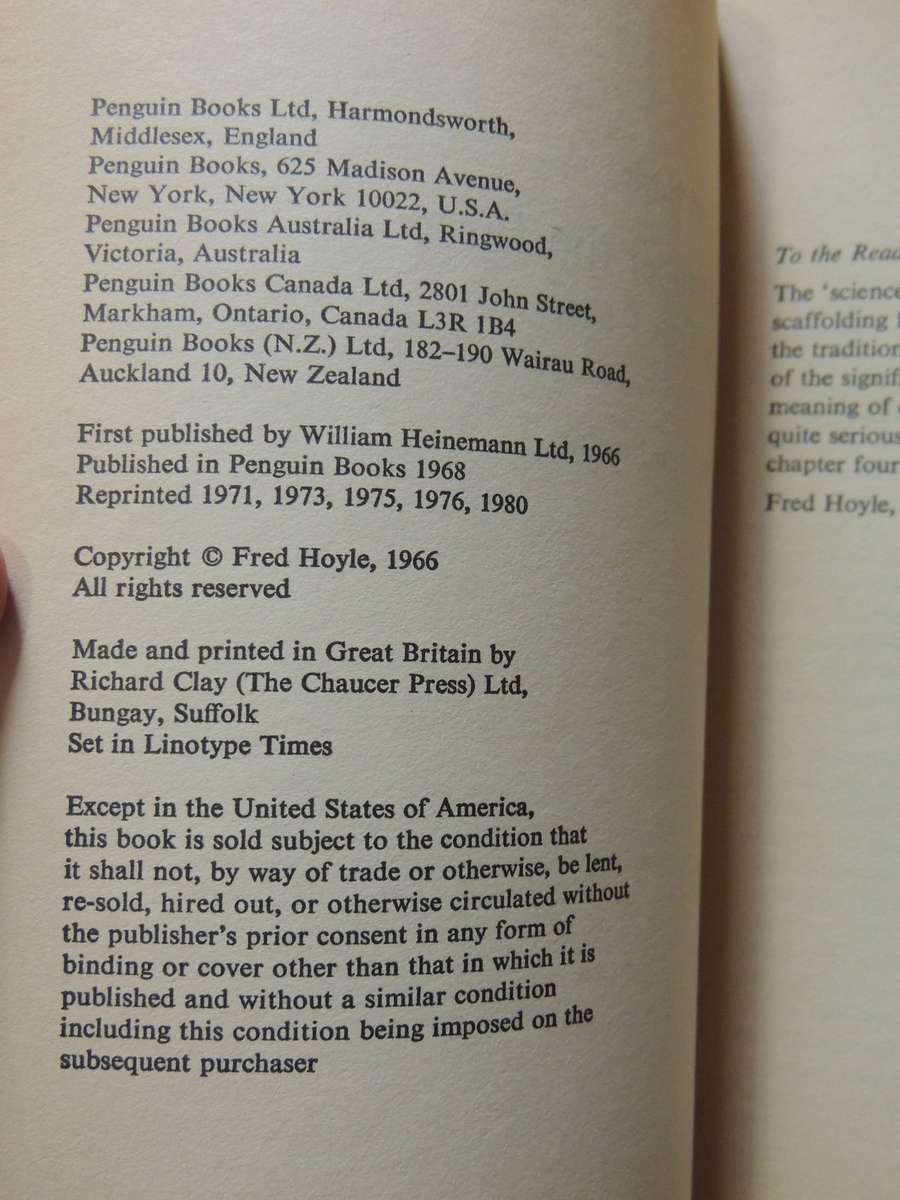 Penguin Books Ltd, Harmondsworth,
Middlesex, England
Penguin Books, 625 Madison Avenue,
New York, New York 10022, U.S.A.
Penguin Books Australia Ltd, Ringwood,
Victoria, Australia
Penguin Books Canada Ltd, 2801 John Street,
Markham, Ontario, Canada L3R 1B4
Penguin Books (N.Z.) Ltd, 182–190 Wairau Road,
Auckland 10, New Zealand
First published by William Heinemann Ltd, 1966
Published in Penguin Books 1968
Reprinted 1971, 1973, 1975, 1976, 1980
Copyright © Fred Hoyle, 1966
All rights reserved
Made and printed in Great Britain by
Richard Clay (The Chaucer Press) Ltd,
Bungay, Suffolk
Set in Linotype Times
Except in the United States of America,
this book is sold subject to the condition that
it shall not, by way of trade or otherwise, be lent,
re-sold, hired out, or otherwise circulated without
the publisher's prior consent in any form of
binding or cover other than that in which it is
published and without a similar condition
including this condition being imposed on the
subsequent purchaser
To the
The 'science
scaffolding
the tradition
of the
meaning of
quite serious
chapter four
Fred Hoyle,